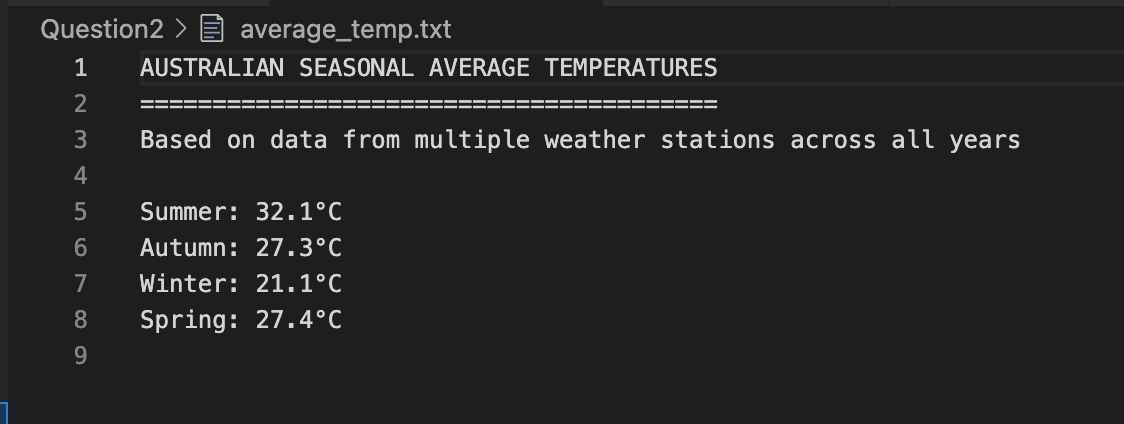 Question2 > average_temp.txt
1 AUSTRALIAN SEASONAL AVERAGE TEMPERATURES
2 ========================================
3 Based on data from multiple weather stations across all years
4
5 Summer: 32.1°C
6 Autumn: 27.3°C
7 Winter: 21.1°C
8 Spring: 27.4°C
9